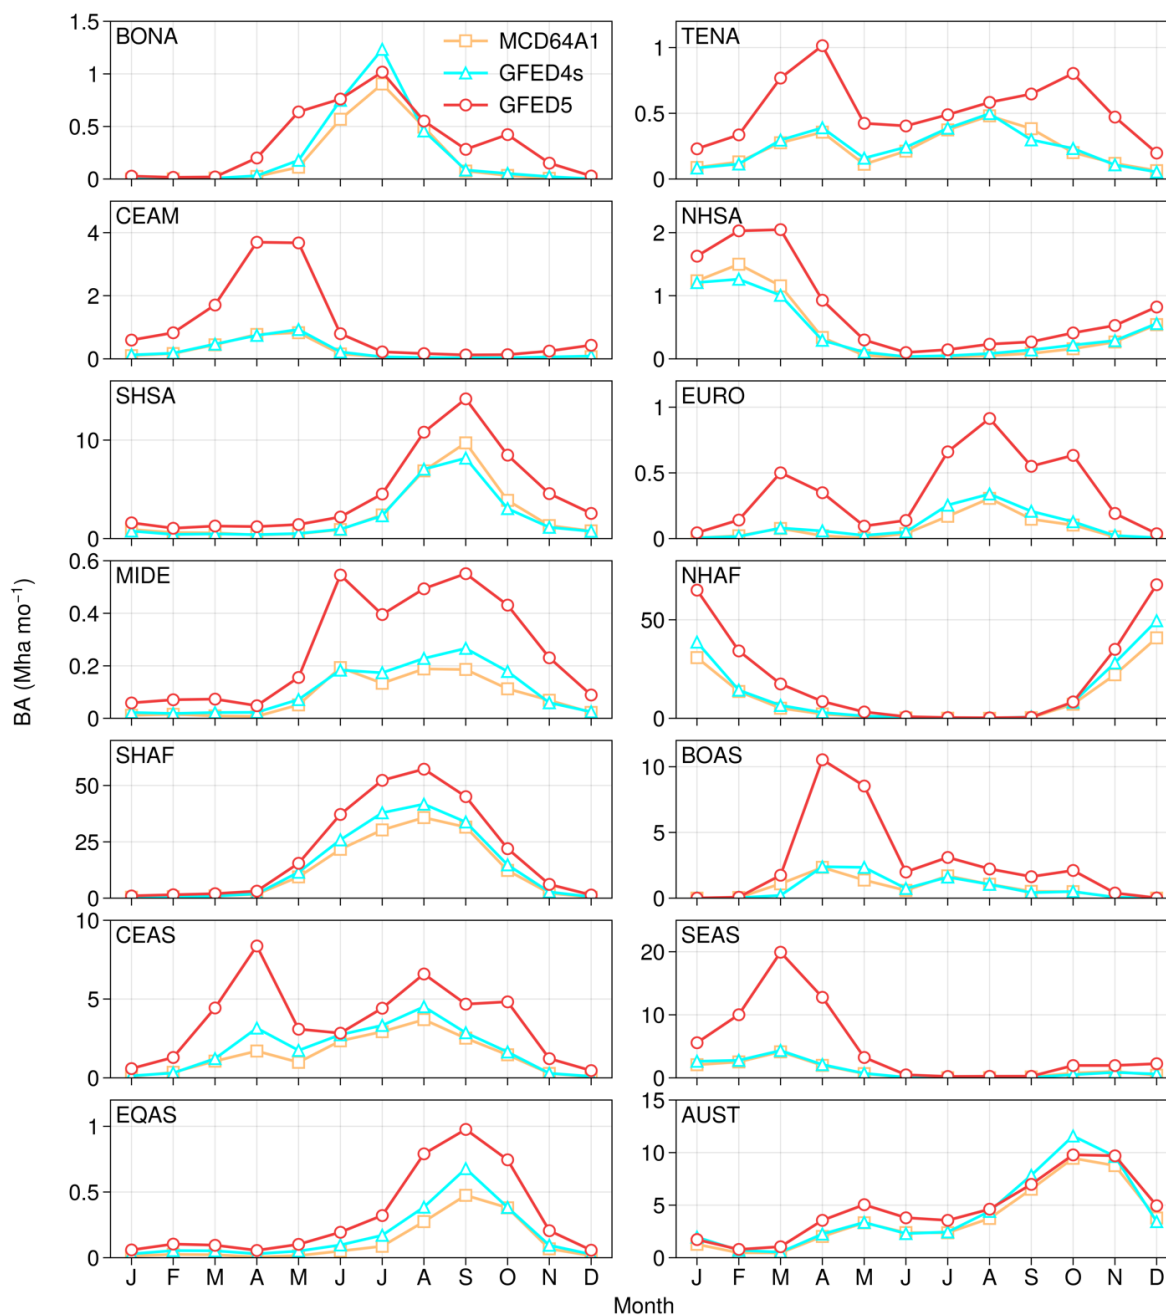 BONA
1.5
1
0.5
0
MCD64A1
GFED4s
GFED5
TENA
1
0.5
0
CEAM
4
2
0
NHSA
2
1
0
SHSA
10
0
EURO
1
0.5
0
MIDE
0.6
0.4
0.2
0
NHAF
50
0
SHAF
50
25
0
BOAS
10
5
0
CEAS
10
5
0
SEAS
20
10
0
EQAS
1
0.5
0
J F M A M J J A S O N D
AUST
15
10
5
0
J F M A M J J A S O N D
BA (Mha mo⁻¹)
Month